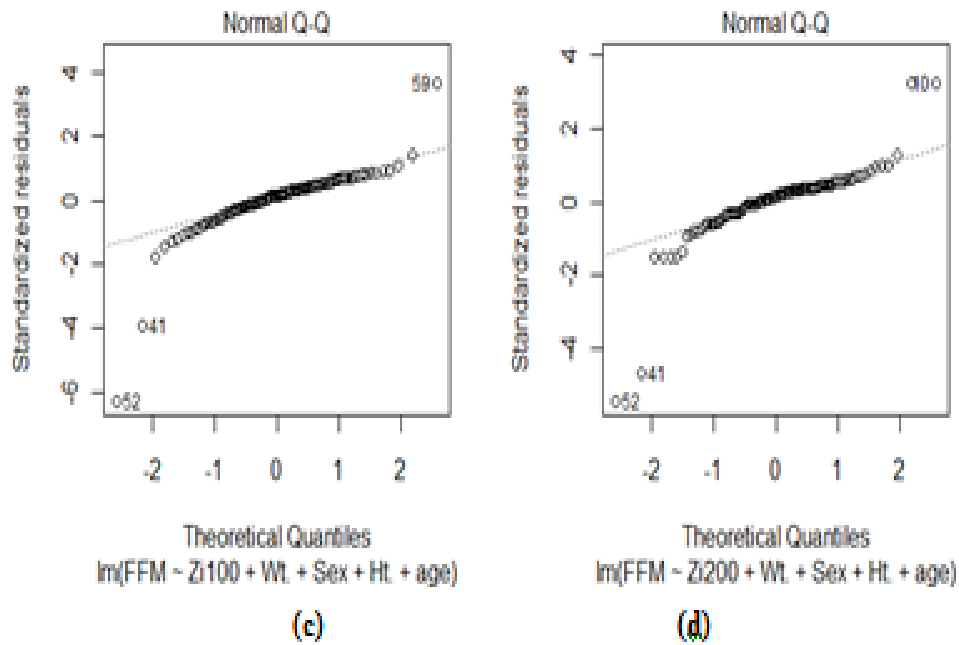 Normal Q-Q
Standardized residuals
4
2
0
-2
-4
-6
59
41
52
-2 -1 0 1 2
Theoretical Quantiles
lm(FFM ~ Zi100 + Wt. + Sex + Ht. + age)
(c)
Normal Q-Q
Standardized residuals
4
2
0
-2
-4
41
52
-2 -1 0 1 2
Theoretical Quantiles
lm(FFM ~ Zi200 + Wt. + Sex + Ht. + age)
(d)